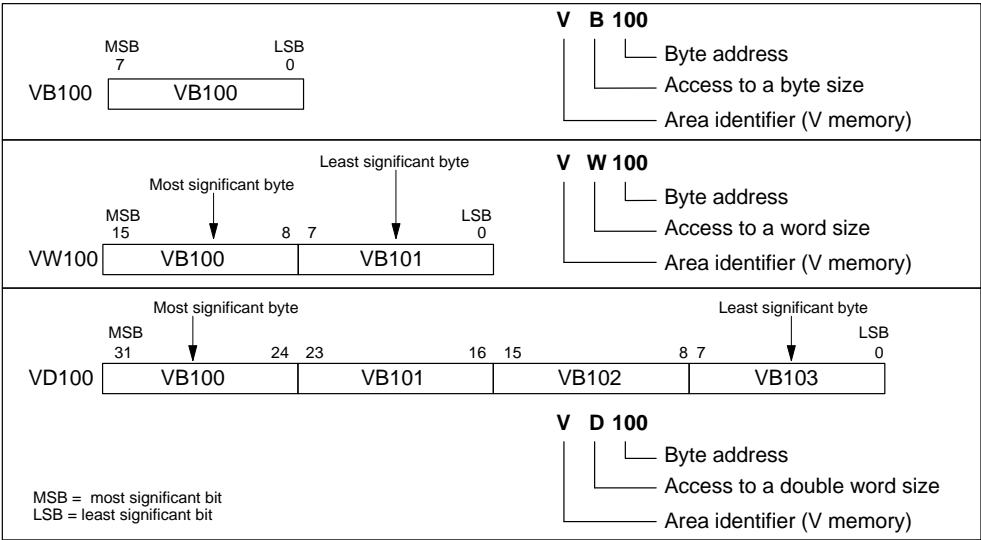 V B 100
MSB LSB
7 0
Byte address
VB100 VB100
Access to a byte size
Area identifier (V memory)
Least significant byte
V W 100
Most significant byte
Byte address
MSB LSB
15 8 7 0
Access to a word size
VW100 VB100 VB101
Area identifier (V memory)
Most significant byte Least significant byte
MSB LSB
31 24 23 16 15 8 7 0
VD100 VB100 VB101 VB102 VB103
V D 100
Byte address
Access to a double word size
MSB = most significant bit
LSB = least significant bit
Area identifier (V memory)